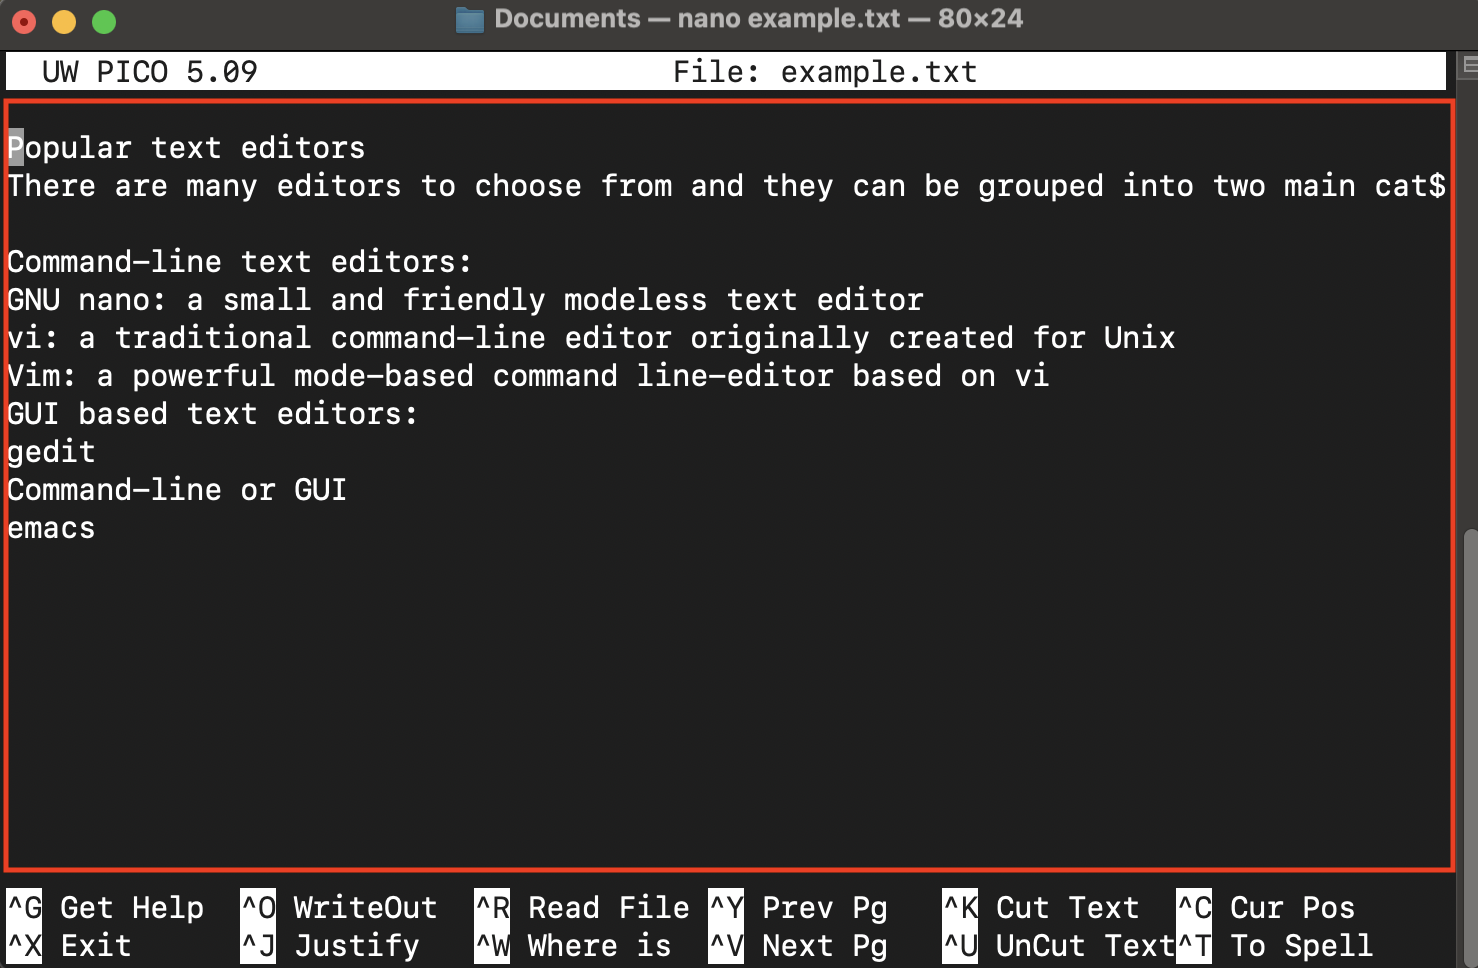 Documents — nano example.txt — 80×24
UW PICO 5.09 File: example.txt
Popular text editors
There are many editors to choose from and they can be grouped into two main cat$
Command-line text editors:
GNU nano: a small and friendly modeless text editor
vi: a traditional command-line editor originally created for Unix
Vim: a powerful mode-based command line-editor based on vi
GUI based text editors:
gedit
Command-line or GUI
emacs
^G Get Help ^O WriteOut ^R Read File ^Y Prev Pg ^K Cut Text ^C Cur Pos
^X Exit ^J Justify ^W Where is ^V Next Pg ^U UnCut Text ^T To Spell